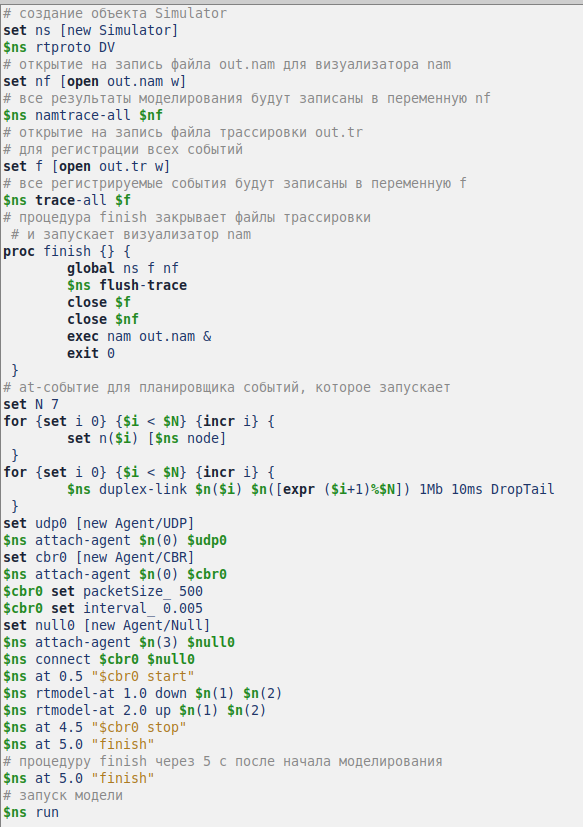 # создание объекта Simulator
set ns [new Simulator]
$ns rtproto DV
# открытие на запись файла out.nam для визуализатора nam
set nf [open out.nam w]
# все результаты моделирования будут записаны в переменную nf
$ns namtrace-all $nf
# открытие на запись файла трассировки out.tr
# для регистрации всех событий
set f [open out.tr w]
# все регистрируемые события будут записаны в переменную f
$ns trace-all $f
# процедура finish закрывает файлы трассировки
 # и запускает визуализатор nam
proc finish {} {
        global ns f nf
        $ns flush-trace
        close $f
        close $nf
        exec nam out.nam &
        exit 0
 }
# at-событие для планировщика событий, которое запускает
set N 7
for {set i 0} {$i < $N} {incr i} {
        set n($i) [$ns node]
 }
for {set i 0} {$i < $N} {incr i} {
        $ns duplex-link $n($i) $n([expr ($i+1)%$N]) 1Mb 10ms DropTail
 }
set udp0 [new Agent/UDP]
$ns attach-agent $n(0) $udp0
set cbr0 [new Agent/CBR]
$ns attach-agent $n(0) $cbr0
$cbr0 set packetSize_ 500
$cbr0 set interval_ 0.005
set null0 [new Agent/Null]
$ns attach-agent $n(3) $null0
$ns connect $cbr0 $null0
$ns at 0.5 "$cbr0 start"
$ns rtmodel-at 1.0 down $n(1) $n(2)
$ns rtmodel-at 2.0 up $n(1) $n(2)
$ns at 4.5 "$cbr0 stop"
$ns at 5.0 "finish"
# процедуру finish через 5 с после начала моделирования
$ns at 5.0 "finish"
# запуск модели
$ns run